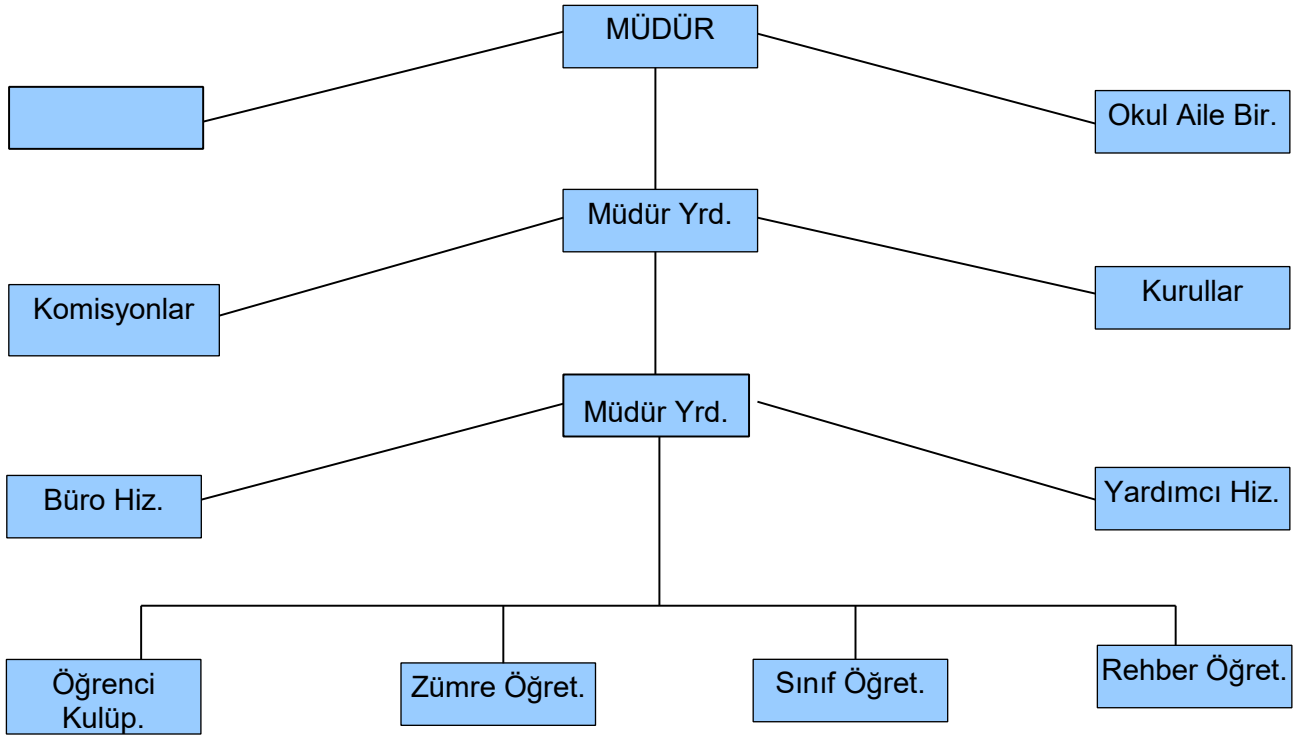 MÜDÜR
Okul Aile Bir.
Müdür Yrd.
Komisyonlar
Kurullar
Müdür Yrd.
Büro Hiz.
Yardımcı Hiz.
Öğrenci
Kulüp.
Zümre Öğret.
Sınıf Öğret.
Rehber Öğret.